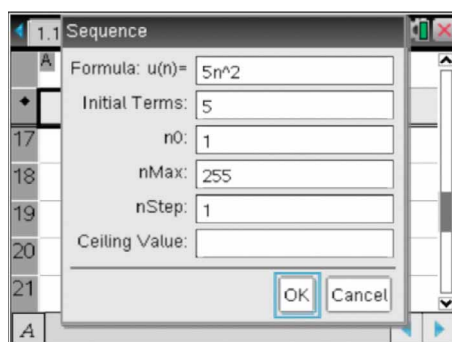 1.1 Sequence
A
Formula: u(n)= 5n^2
Initial Terms: 5
n0: 1
17
nMax: 255
18
nStep: 1
19
Ceiling Value:
20
21
OK Cancel
A